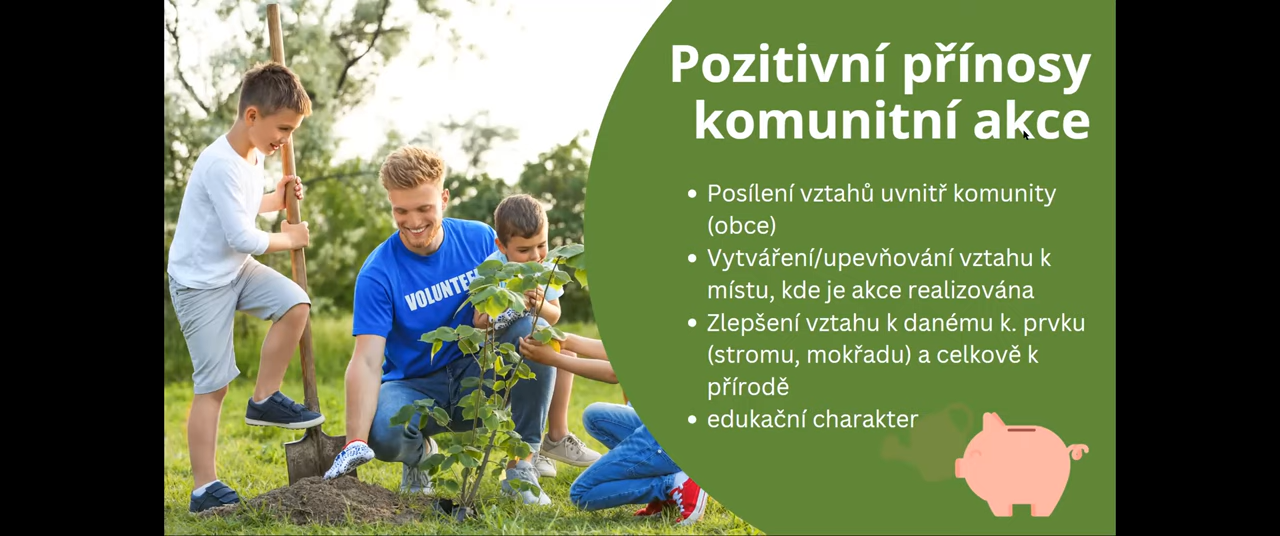 Pozitivní přínosy
komunitní akce
• Posílení vztahů uvnitř komunity
(obce)
• Vytváření/upevňování vztahu k
místu, kde je akce realizována
• Zlepšení vztahu k danému k. prvku
(stromu, mokřadu) a celkově k
přírodě
• edukační charakter